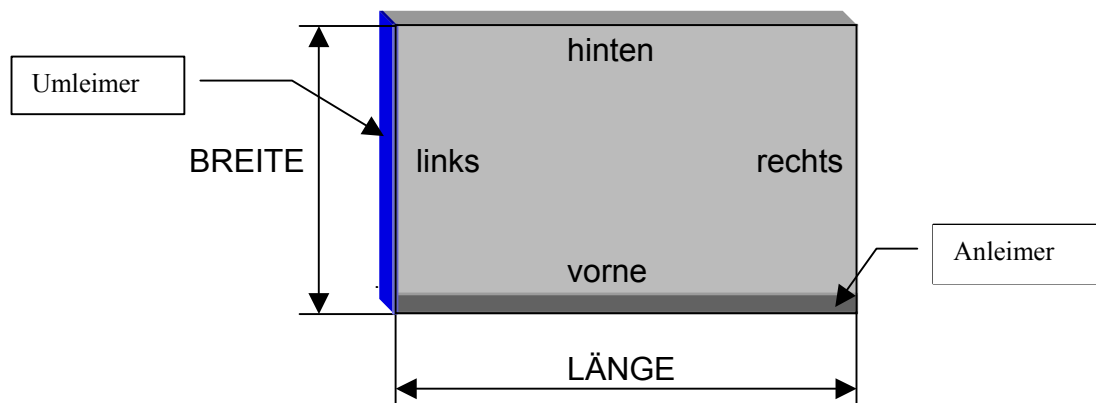 hinten
Umleimer
BREITE
links
rechts
Anleimer
vorne
LÄNGE